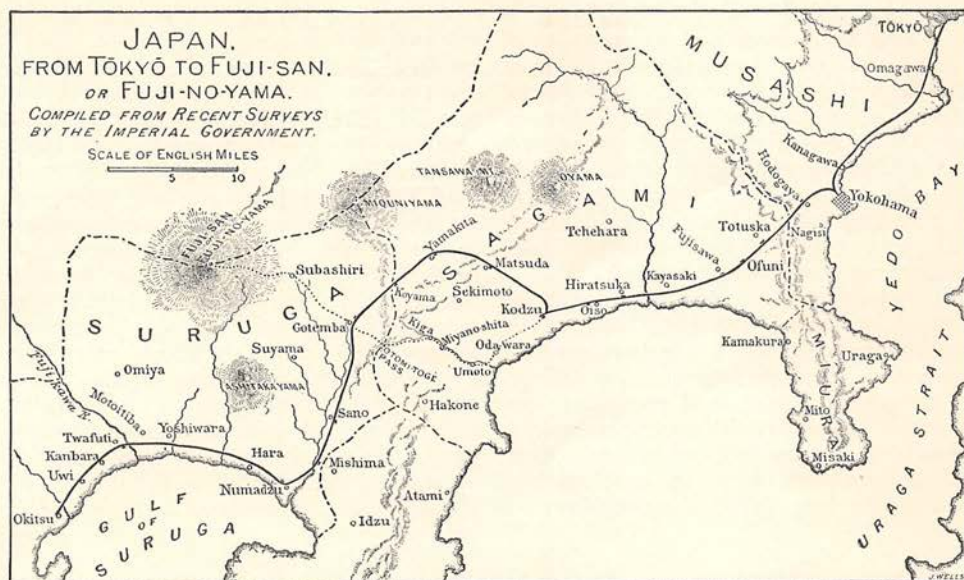 JAPAN,
FROM TŌKYŌ TO FUJI-SAN,
OR FUJI-NO-YAMA.
COMPILED FROM RECENT SURVEYS
BY THE IMPERIAL GOVERNMENT.
SCALE OF ENGLISH MILES
5 10
TŌKYŌ
Omagawa
MUSASHI
Kanagawa
Hodogaya
Yokohama
YEDO BAY
TANSAWA MT.
OYAMA
MIQUNIYAMA
FUJI-SAN
FUJI-NO-YAMA
SAGAMI
Tchehara
Totuska
Nagisi
Fujisawa
Ofuni
Yamakita
Matsuda
Subashiri
Koyama
Sekimoto
Hiratsuka
Kayasaki
Kodzu
Oiso
SURUGA
Gotemba
Kiga
Miyanoshita
Odawara
Kamakura
Uraga
Suyama
OTOMITOGE
PASS
Umoto
Fujikawa R.
Omiya
ASHITAKAYAMA
Hakone
MIURA
Motoitiba
Sano
Mito
Yoshiwara
Twafuti
Kanbara
Hara
Mishima
Misaki
Uwi
Numadzu
Atami
Okitsu
GULF
OF
SURUGA
Idzu
URAGA STRAIT
J. WELLS